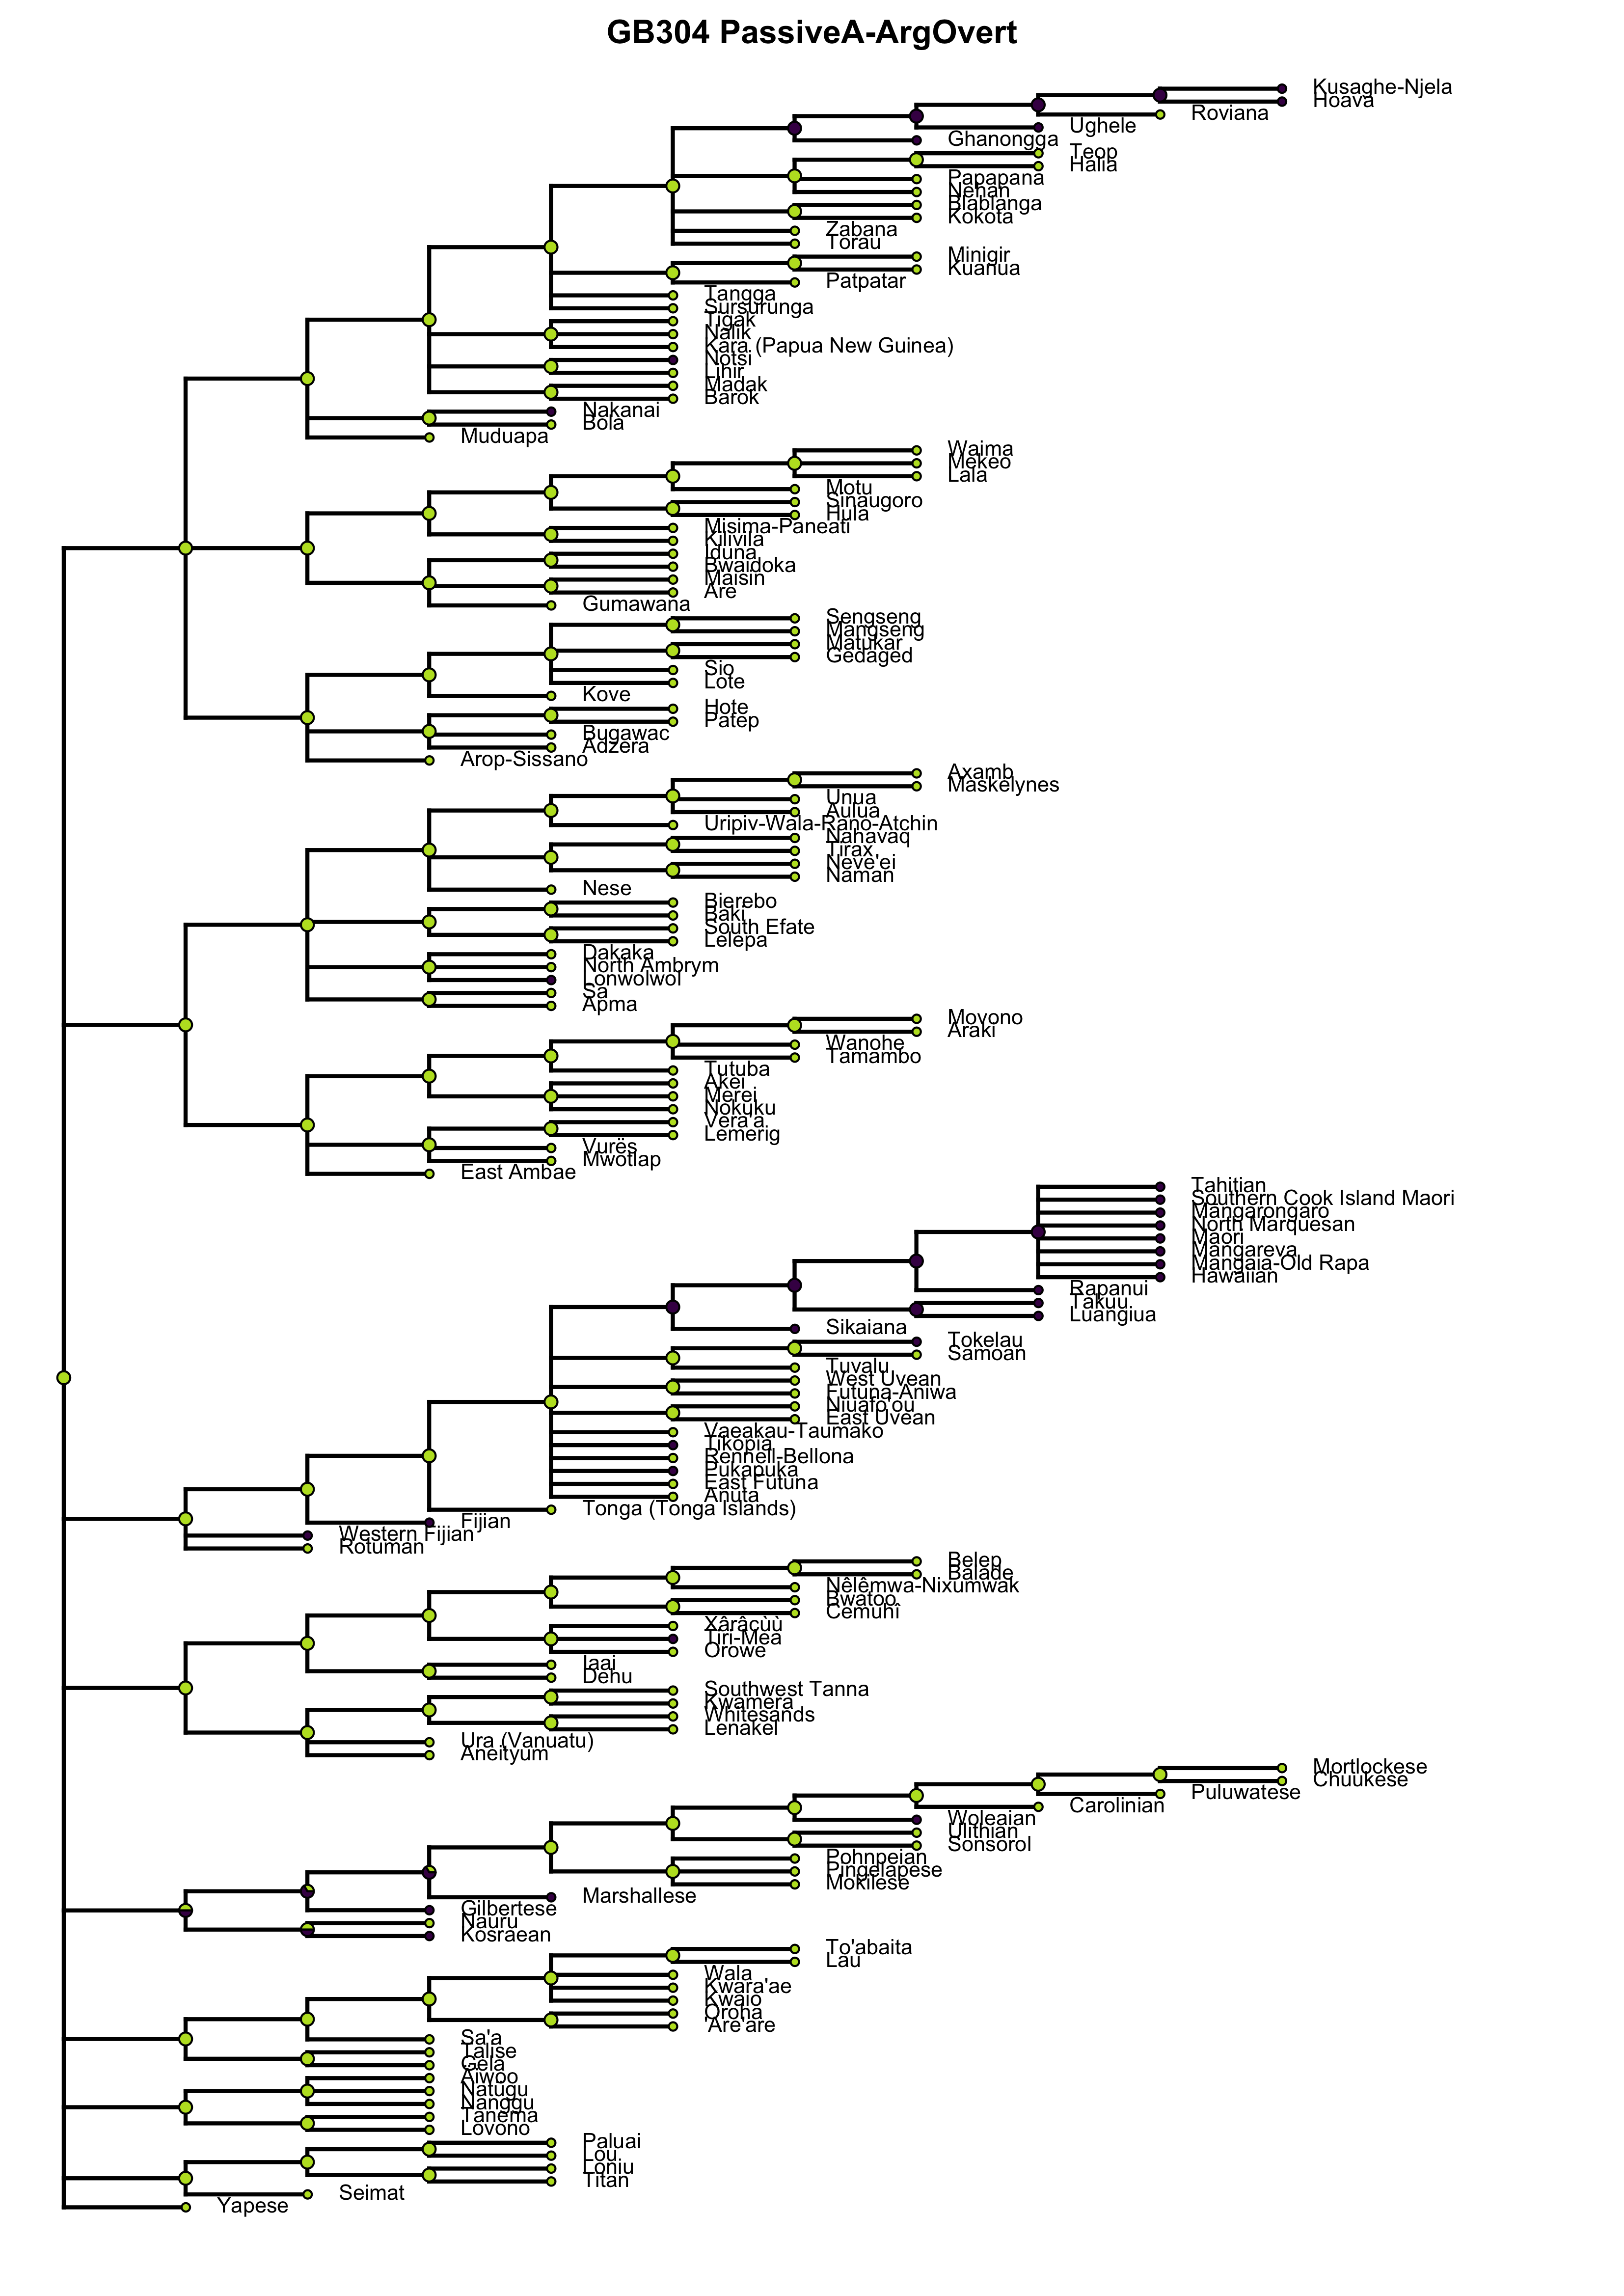 GB304 PassiveA-ArgOvert
Kusaghe-Njela
Hoava
Roviana
Ughele
Ghanongga
Teop
Halia
Papapana
Nehan
Blablanga
Kokota
Zabana
Torau
Minigir
Kuanua
Patpatar
Tangga
Sursurunga
Tigak
Nalik
Kara (Papua New Guinea)
Notsi
Lihir
Madak
Barok
Nakanai
Bola
Muduapa
Waima
Mekeo
Lala
Motu
Sinaugoro
Hula
Misima-Paneati
Kilivila
Iduna
Bwaidoka
Maisin
Are
Gumawana
Sengseng
Mangseng
Matukar
Gedaged
Sio
Lote
Kove
Hote
Patep
Bugawac
Adzera
Arop-Sissano
Axamb
Maskelynes
Unua
Aulua
Uripiv-Wala-Rano-Atchin
Nahavaq
Tirax
Neve'ei
Naman
Nese
Bierebo
Baki
South Efate
Lelepa
Dakaka
North Ambrym
Lonwolwol
Sa
Apma
Movono
Araki
Wanohe
Tamambo
Tutuba
Akei
Merei
Nokuku
Vera'a
Lemerig
Vurës
Mwotlap
East Ambae
Tahitian
Southern Cook Island Maori
Mangarongaro
North Marquesan
Maori
Mangareva
Mangaia-Old Rapa
Hawaiian
Rapanui
Takuu
Luangiua
Sikaiana
Tokelau
Samoan
Tuvalu
West Uvean
Futuna-Aniwa
Niuafo'ou
East Uvean
Vaeakau-Taumako
Tikopia
Rennell-Bellona
Pukapuka
East Futuna
Anuta
Tonga (Tonga Islands)
Fijian
Western Fijian
Rotuman
Belep
Balade
Nêlêmwa-Nixumwak
Bwatoo
Cemuhî
Xârâcùù
Tiri-Mea
Orowe
Iaai
Dehu
Southwest Tanna
Kwamera
Whitesands
Lenakel
Ura (Vanuatu)
Aneityum
Mortlockese
Chuukese
Puluwatese
Carolinian
Woleaian
Ulithian
Sonsorol
Pohnpeian
Pingelapese
Mokilese
Marshallese
Gilbertese
Nauru
Kosraean
To'abaita
Lau
Wala
Kwara'ae
Kwaio
Oroha
'Are'are
Sa'a
Talise
Gela
Äiwoo
Natügu
Nanggu
Tanema
Lovono
Paluai
Lou
Loniu
Titan
Seimat
Yapese